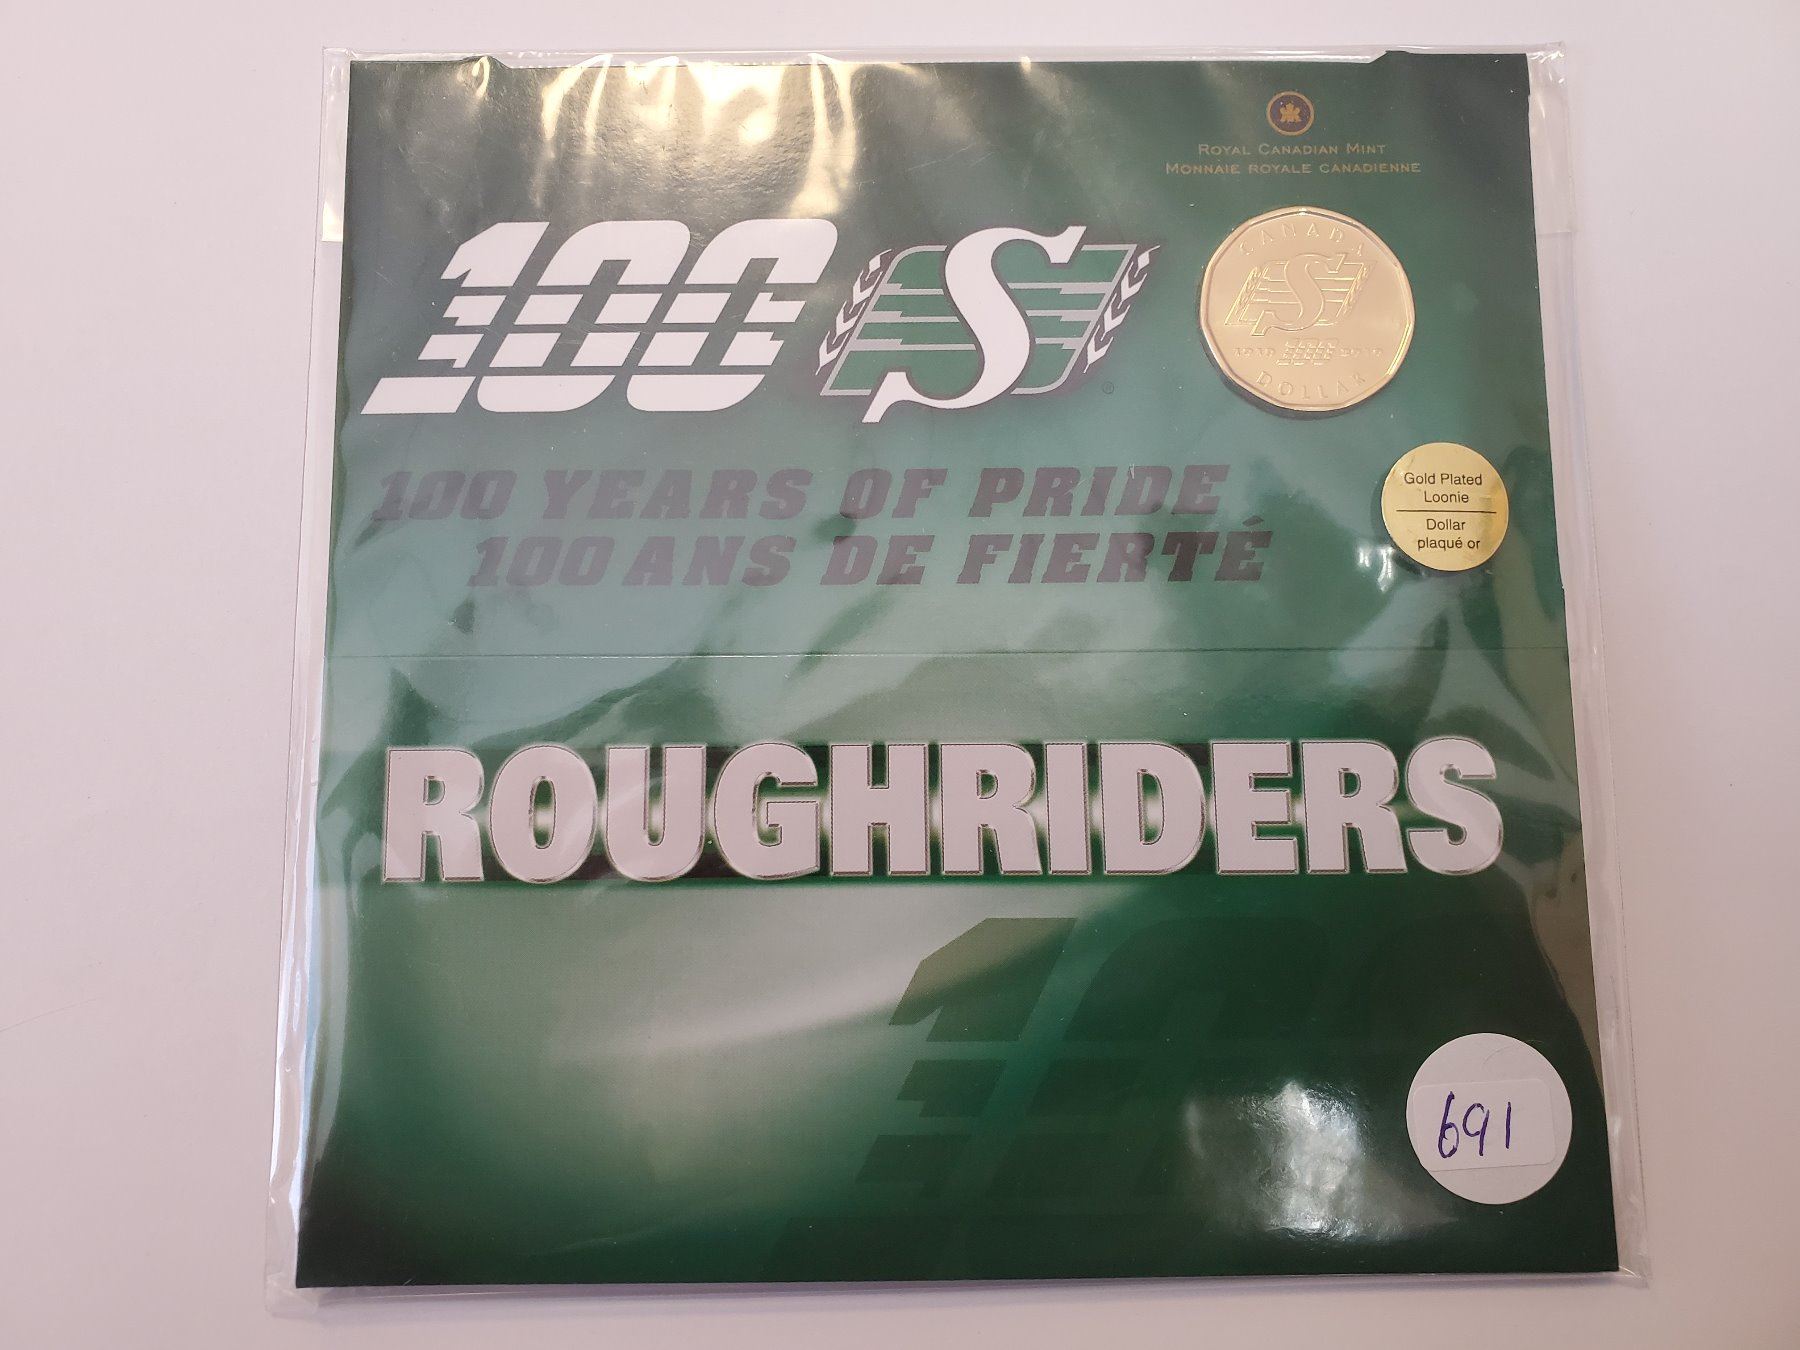 ROYAL CANADIAN MINT
MONNAIE ROYALE CANADIENNE
100 S
CANADA
1910 100 2010
DOLLAR
100 YEARS OF PRIDE
100 ANS DE FIERTÉ
Gold Plated
Loonie
Dollar
plaqué or
ROUGHRIDERS
691